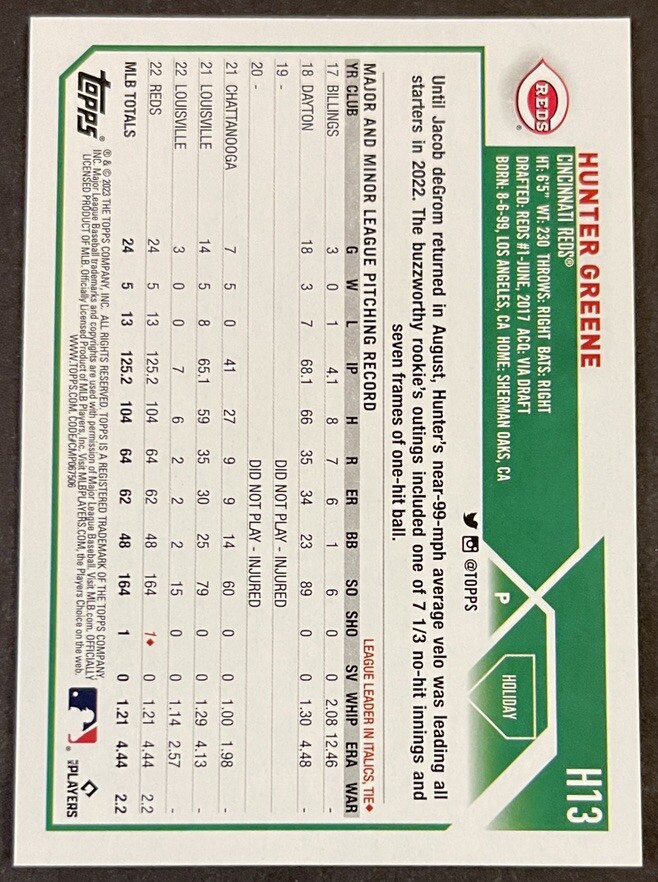 H13
HUNTER GREENE
CINCINNATI REDS®
HT: 6'5" WT: 230 THROWS: RIGHT BATS: RIGHT
DRAFTED: REDS #1-JUNE, 2017 ACQ: VIA DRAFT
BORN: 8-6-99, LOS ANGELES, CA HOME: SHERMAN OAKS, CA
REDS ®
P
HOLIDAY
@TOPPS
Until Jacob deGrom returned in August, Hunter's near-99-mph average velo was leading all
starters in 2022. The buzzworthy rookie's outings included one of 7 1/3 no-hit innings and
seven frames of one-hit ball.
MAJOR AND MINOR LEAGUE PITCHING RECORD LEAGUE LEADER IN ITALICS, TIE♦
YR CLUB G W L IP H R ER BB SO SHO SV WHIP ERA WAR
17 BILLINGS 3 0 1 4.1 8 7 6 1 6 0 0 2.08 12.46 -
18 DAYTON 18 3 7 68.1 66 35 34 23 89 0 0 1.30 4.48 -
19 - DID NOT PLAY - INJURED
20 - DID NOT PLAY - INJURED
21 CHATTANOOGA 7 5 0 41 27 9 9 14 60 0 0 1.00 1.98 -
21 LOUISVILLE 14 5 8 65.1 59 35 30 25 79 0 0 1.29 4.13 -
22 LOUISVILLE 3 0 0 7 6 2 2 2 15 0 0 1.14 2.57 -
22 REDS 24 5 13 125.2 104 64 62 48 164 1♦ 0 1.21 4.44 2.2
MLB TOTALS 24 5 13 125.2 104 64 62 48 164 1 0 1.21 4.44 2.2
topps®
® & © 2023 THE TOPPS COMPANY, INC. ALL RIGHTS RESERVED. TOPPS IS A REGISTERED TRADEMARK OF THE TOPPS COMPANY,
INC. Major League Baseball trademarks and copyrights are used with permission of Major League Baseball. Visit MLB.com. OFFICIALLY
LICENSED PRODUCT OF MLB. Officially Licensed Product of MLB Players, Inc. Visit MLBPLAYERS.COM, the Players Choice on the web.
WWW.TOPPS.COM. CODE#CMP067506
®
MLB PLAYERS